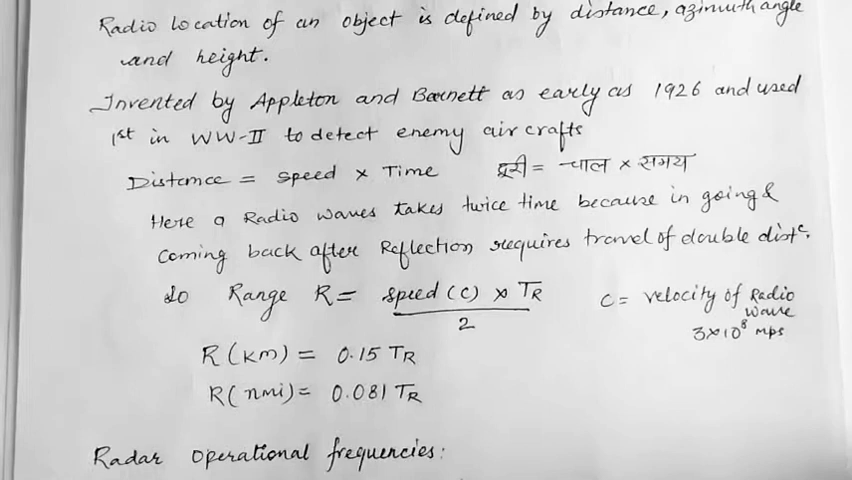 Radio location of an object is defined by distance, azimuth angle
and height.
Invented by Appleton and Barnett as early as 1926 and used
1st in WW-II to detect enemy air crafts
Distance = speed × Time दूरी = चाल × समय
Here a Radio waves takes twice time because in going &
coming back after Reflection requires travel of double distᶜ.
So Range R = speed (c) × TR / 2
C = velocity of Radio
wave
3×10⁸ mps
R (km) = 0.15 TR
R (nmi) = 0.081 TR
Radar operational frequencies: